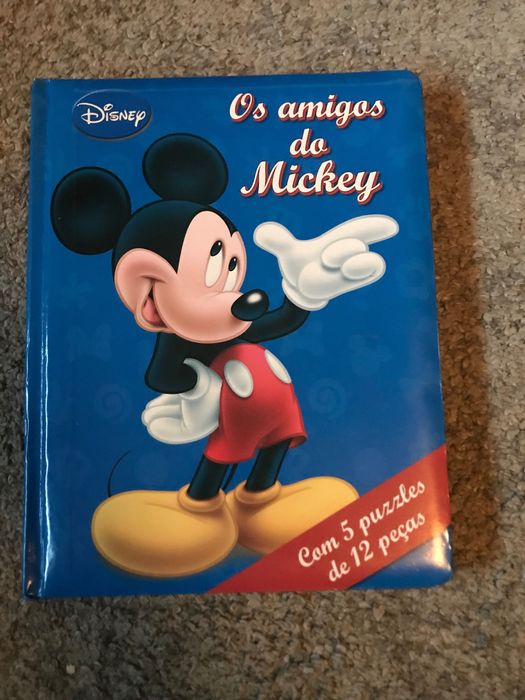 Disney
Os amigos
do
Mickey
Com 5 puzzles
de 12 peças